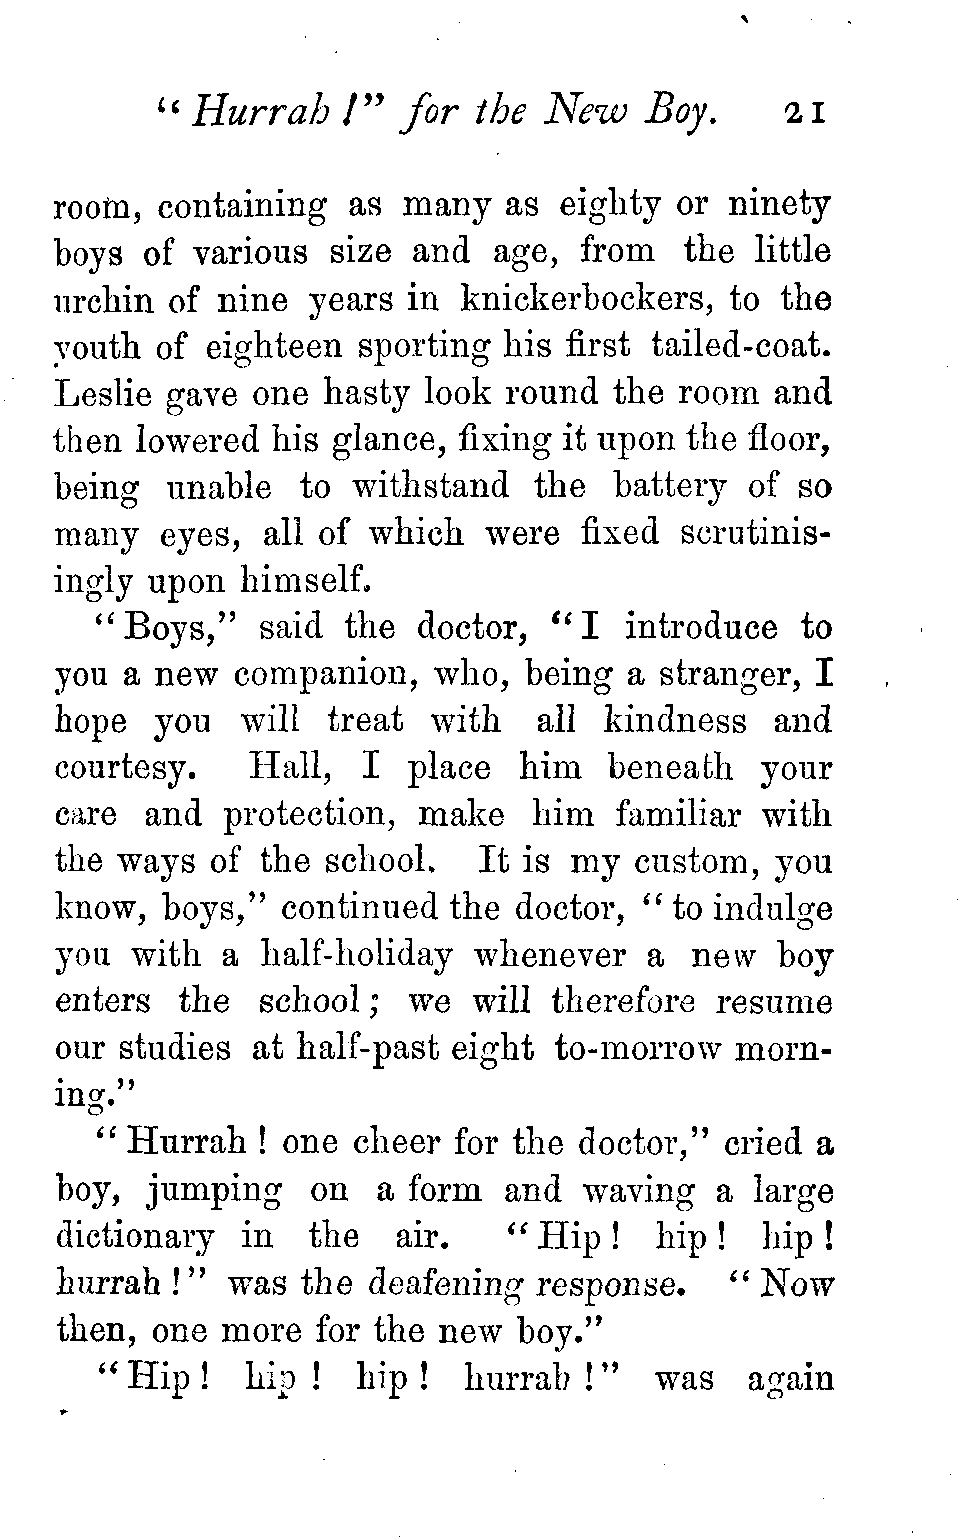 "Hurrah!" for the New Boy. 21
room, containing as many as eighty or ninety
boys of various size and age, from the little
urchin of nine years in knickerbockers, to the
youth of eighteen sporting his first tailed-coat.
Leslie gave one hasty look round the room and
then lowered his glance, fixing it upon the floor,
being unable to withstand the battery of so
many eyes, all of which were fixed scrutinis-
ingly upon himself.
"Boys," said the doctor, "I introduce to
you a new companion, who, being a stranger, I
hope you will treat with all kindness and
courtesy. Hall, I place him beneath your
care and protection, make him familiar with
the ways of the school. It is my custom, you
know, boys," continued the doctor, "to indulge
you with a half-holiday whenever a new boy
enters the school; we will therefore resume
our studies at half-past eight to-morrow morn-
ing."
"Hurrah! one cheer for the doctor," cried a
boy, jumping on a form and waving a large
dictionary in the air. "Hip! hip! hip!
hurrah!" was the deafening response. "Now
then, one more for the new boy."
"Hip! hip! hip! hurrah!" was again